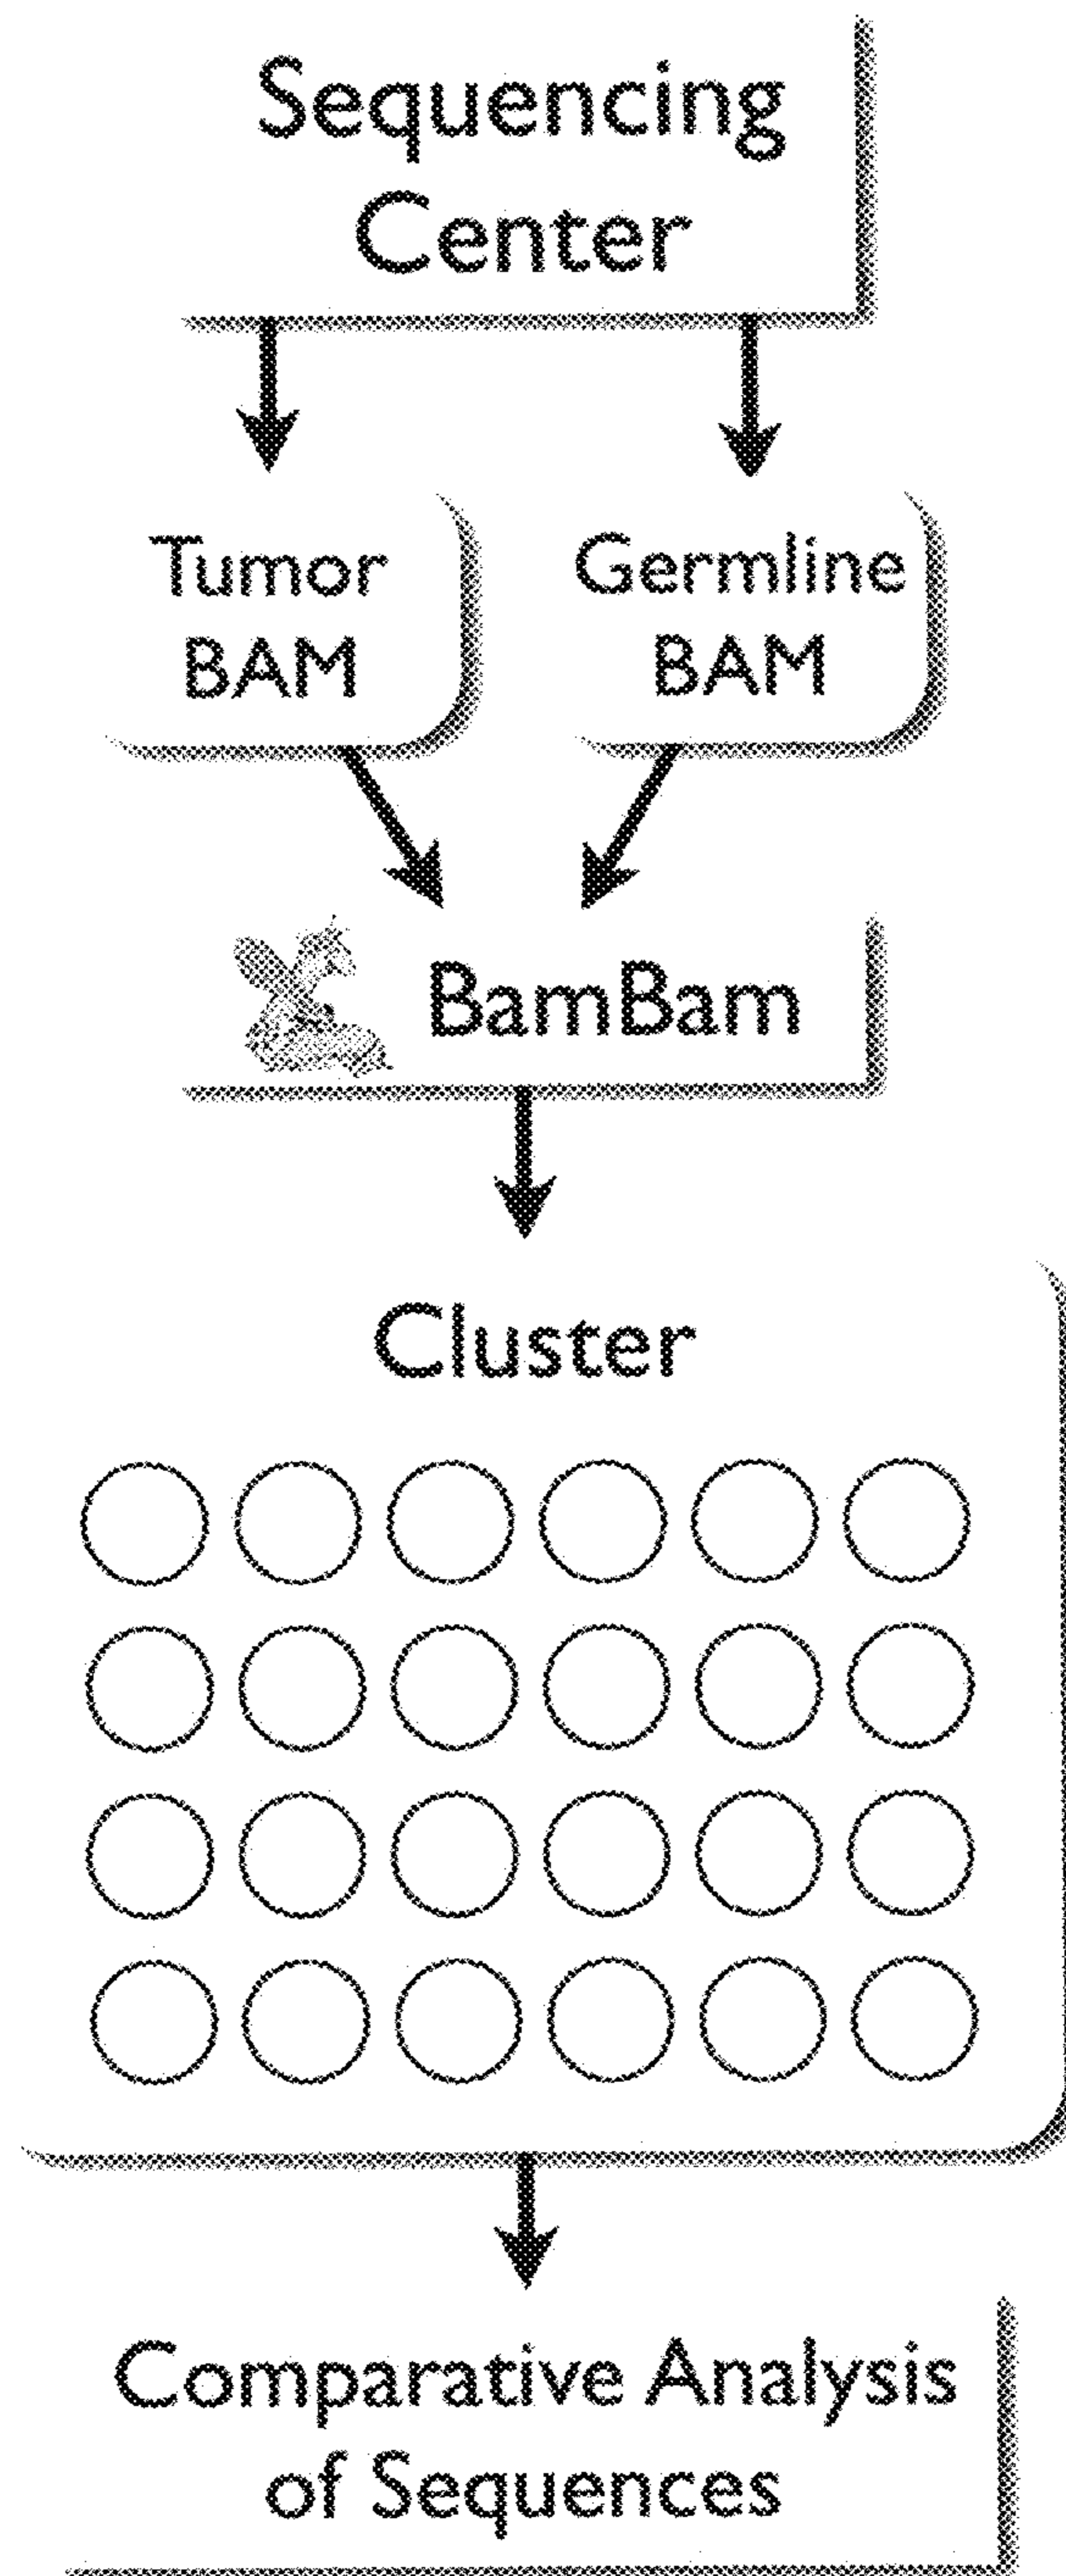 Sequencing
Center
Tumor
BAM
Germline
BAM
BamBam
Cluster
Comparative Analysis
of Sequences